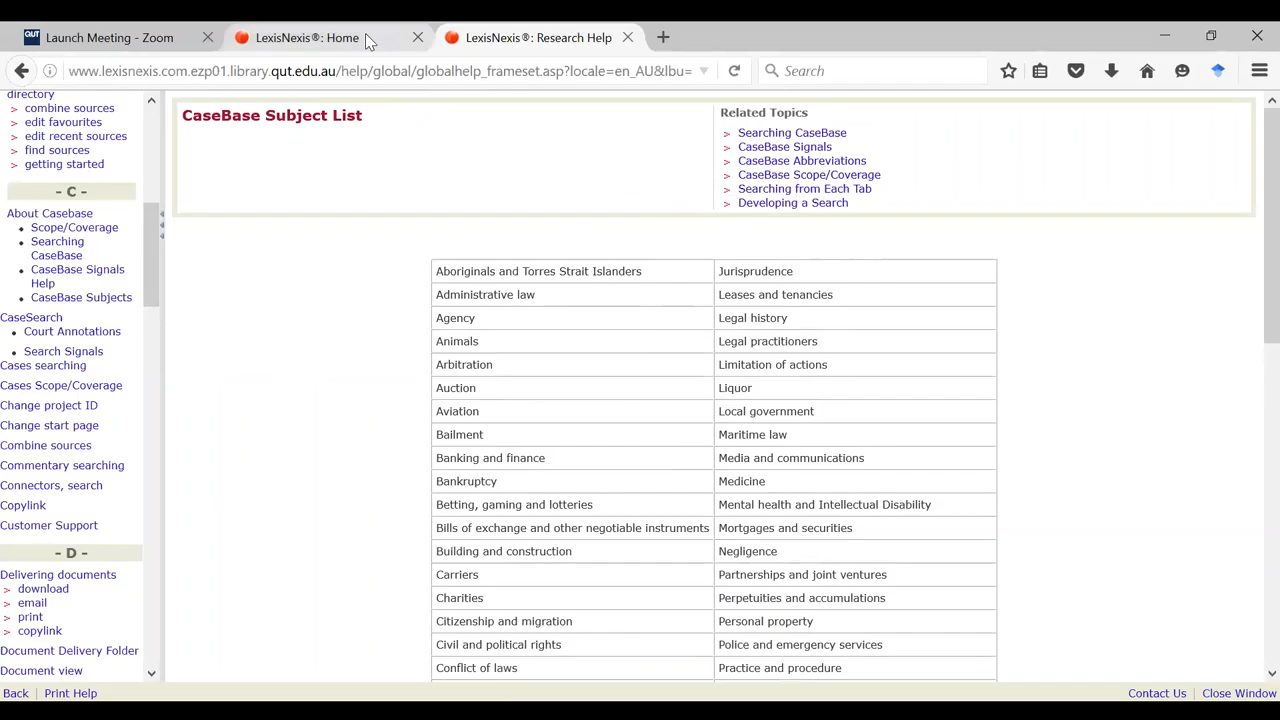 QUT Launch Meeting - Zoom
LexisNexis®: Home
LexisNexis®: Research Help
www.lexisnexis.com.ezp01.library.qut.edu.au/help/global/globalhelp_frameset.asp?locale=en_AU&lbu=
Search
directory
> combine sources
> edit favourites
> edit recent sources
> find sources
> getting started
- C -
About Casebase
• Scope/Coverage
• Searching
CaseBase
• CaseBase Signals
Help
• CaseBase Subjects
CaseSearch
• Court Annotations
• Search Signals
Cases searching
Cases Scope/Coverage
Change project ID
Change start page
Combine sources
Commentary searching
Connectors, search
Copylink
Customer Support
- D -
Delivering documents
> download
> email
> print
> copylink
Document Delivery Folder
Document view
CaseBase Subject List
Related Topics
> Searching CaseBase
> CaseBase Signals
> CaseBase Abbreviations
> CaseBase Scope/Coverage
> Searching from Each Tab
> Developing a Search
Aboriginals and Torres Strait Islanders Jurisprudence
Administrative law Leases and tenancies
Agency Legal history
Animals Legal practitioners
Arbitration Limitation of actions
Auction Liquor
Aviation Local government
Bailment Maritime law
Banking and finance Media and communications
Bankruptcy Medicine
Betting, gaming and lotteries Mental health and Intellectual Disability
Bills of exchange and other negotiable instruments Mortgages and securities
Building and construction Negligence
Carriers Partnerships and joint ventures
Charities Perpetuities and accumulations
Citizenship and migration Personal property
Civil and political rights Police and emergency services
Conflict of laws Practice and procedure
Back | Print Help
Contact Us | Close Window